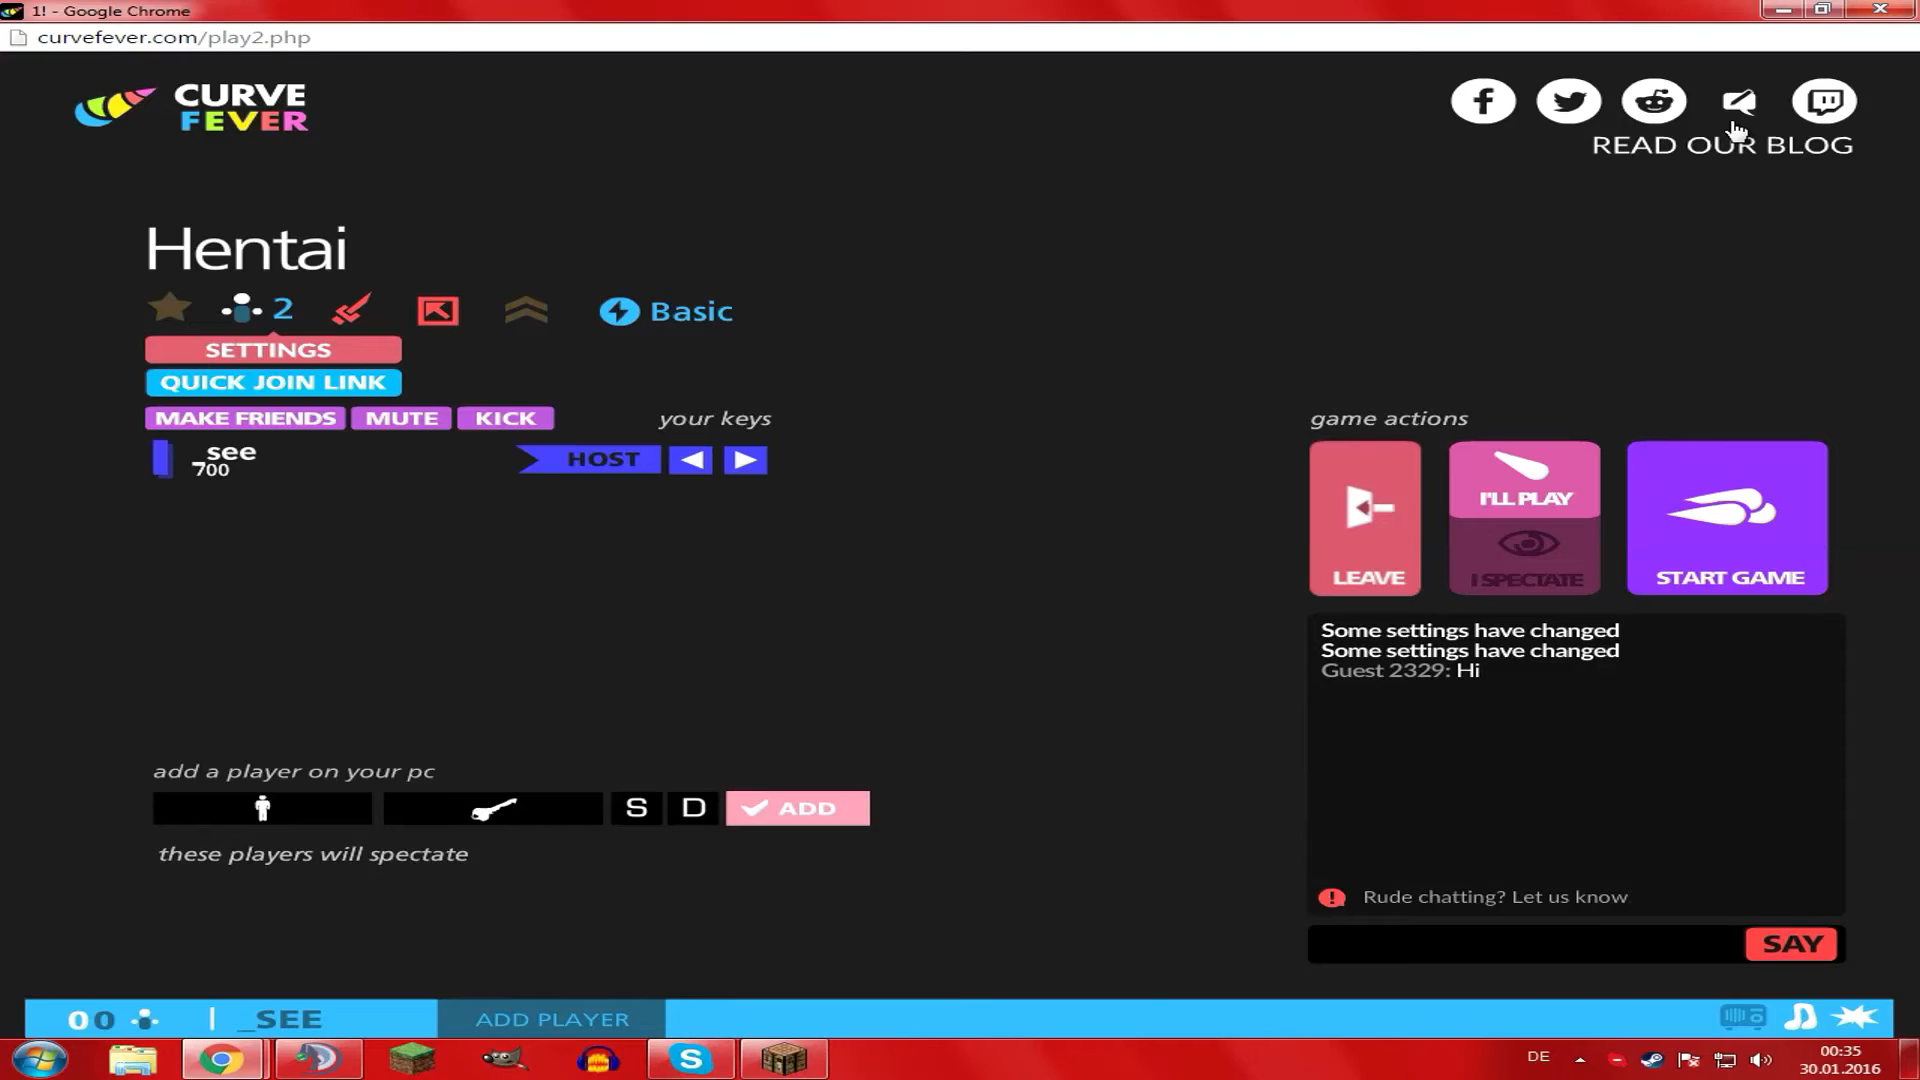 1! - Google Chrome
curvefever.com/play2.php
CURVE
FEVER
READ OUR BLOG
Hentai
2
Basic
SETTINGS
QUICK JOIN LINK
MAKE FRIENDS MUTE KICK
your keys
game actions
_see
700
HOST
I'LL PLAY
I SPECTATE
LEAVE
START GAME
Some settings have changed
Some settings have changed
Guest 2329: Hi
add a player on your pc
S D ADD
these players will spectate
Rude chatting? Let us know
SAY
00 | _SEE ADD PLAYER
DE
00:35
30.01.2016